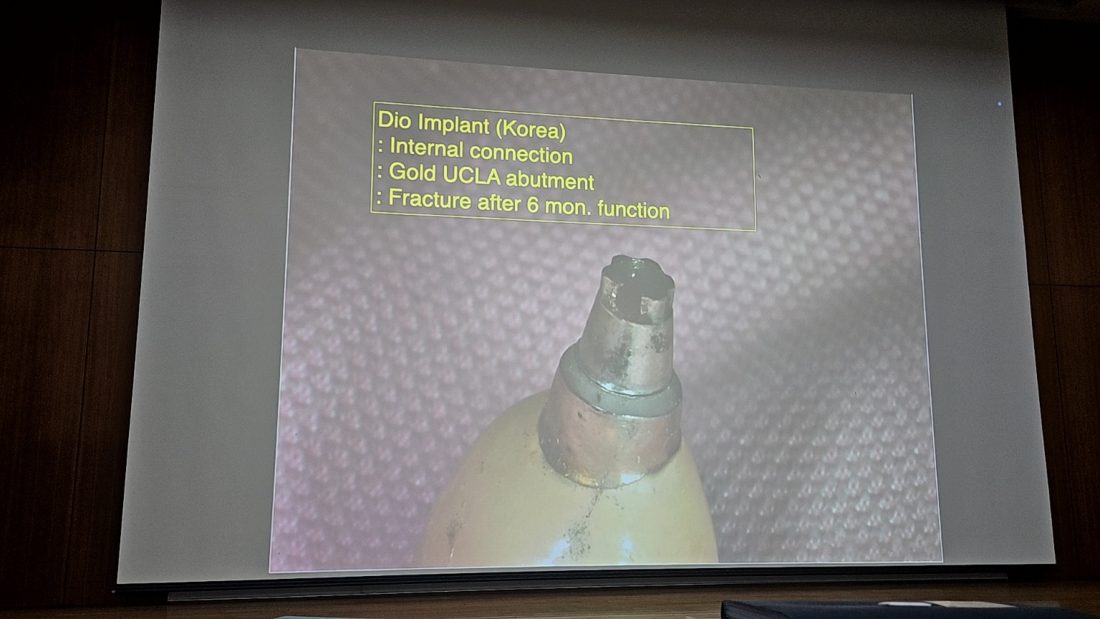 Dio Implant (Korea)
: Internal connection
: Gold UCLA abutment
: Fracture after 6 mon. function